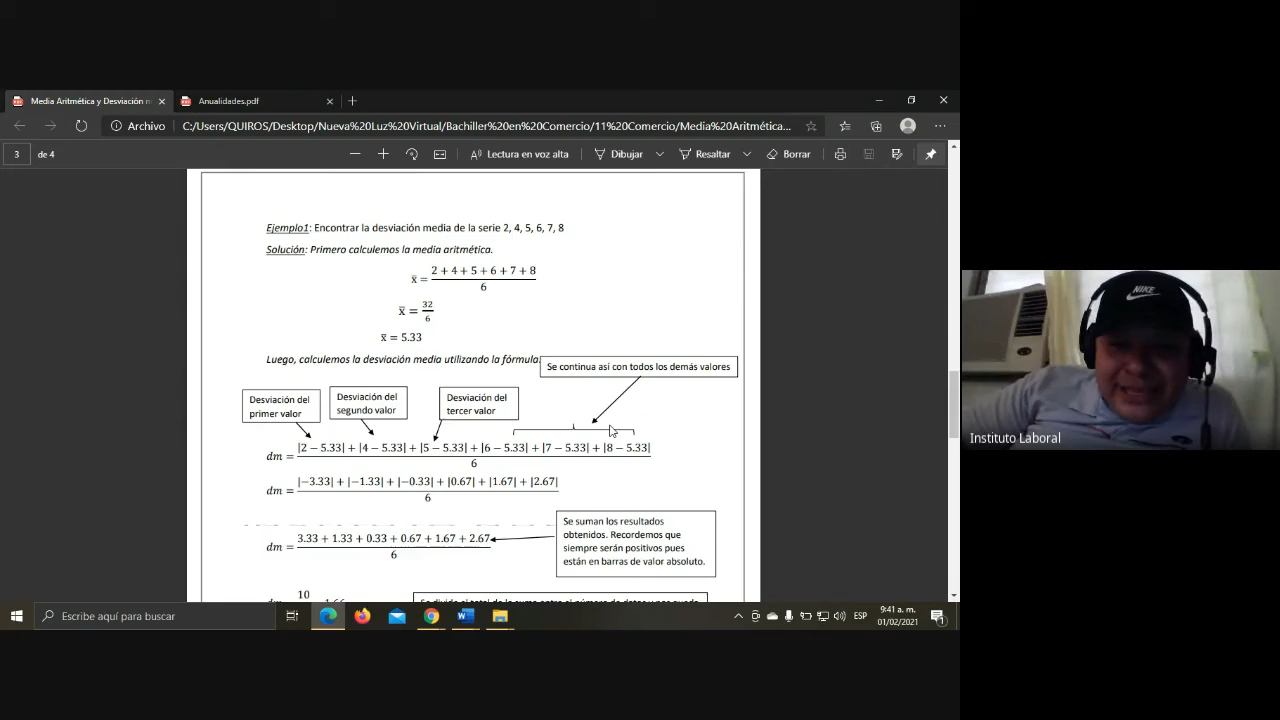 Media Aritmética y Desviación m
Anualidades.pdf
Archivo
C:/Users/QUIROS/Desktop/Nueva%20Luz%20Virtual/Bachiller%20en%20Comercio/11%20Comercio/Media%20Aritmética...
3 de 4
Lectura en voz alta
Dibujar
Resaltar
Borrar
Ejemplo1: Encontrar la desviación media de la serie 2, 4, 5, 6, 7, 8
Solución: Primero calculemos la media aritmética.
x̄ = (2 + 4 + 5 + 6 + 7 + 8)/6
x̄ = 32/6
x̄ = 5.33
Luego, calculemos la desviación media utilizando la fórmula
Se continua así con todos los demás valores
Desviación del
primer valor
Desviación del
segundo valor
Desviación del
tercer valor
dm = (|2 − 5.33| + |4 − 5.33| + |5 − 5.33| + |6 − 5.33| + |7 − 5.33| + |8 − 5.33|)/6
dm = (|−3.33| + |−1.33| + |−0.33| + |0.67| + |1.67| + |2.67|)/6
dm = (3.33 + 1.33 + 0.33 + 0.67 + 1.67 + 2.67)/6
Se suman los resultados
obtenidos. Recordemos que
siempre serán positivos pues
están en barras de valor absoluto.
10
NIKE
Instituto Laboral
Escribe aquí para buscar
ESP
9:41 a. m.
01/02/2021